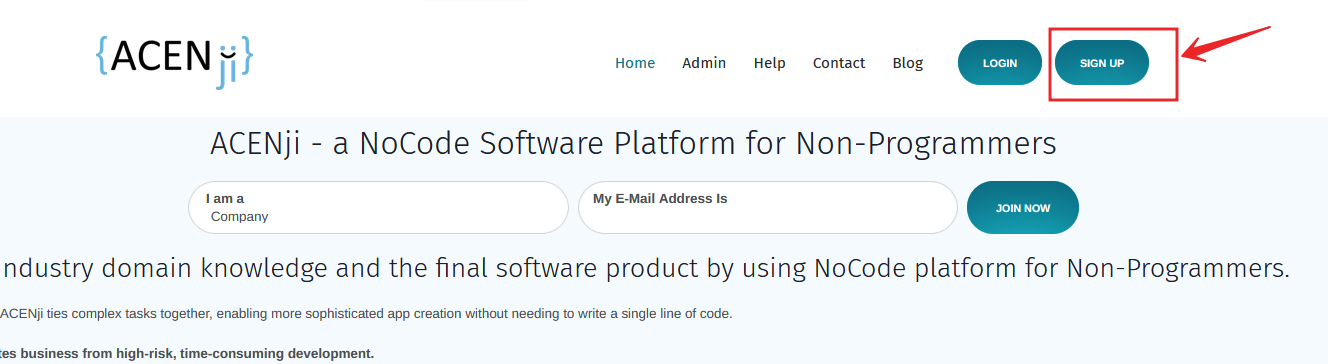 {ACENji}
Home Admin Help Contact Blog LOGIN SIGN UP
ACENji - a NoCode Software Platform for Non-Programmers
I am a
Company
My E-Mail Address Is
JOIN NOW
ndustry domain knowledge and the final software product by using NoCode platform for Non-Programmers.
ACENji ties complex tasks together, enabling more sophisticated app creation without needing to write a single line of code.
tes business from high-risk, time-consuming development.